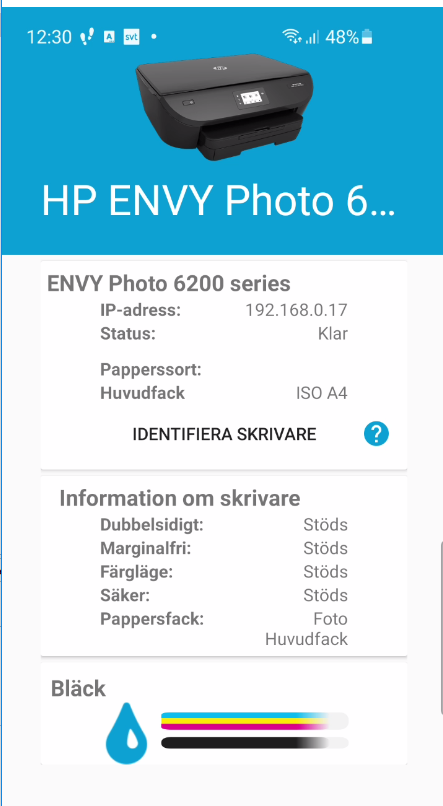 12:30 A svt • 48%
HP ENVY Photo 6...
ENVY Photo 6200 series
IP-adress: 192.168.0.17
Status: Klar
Papperssort:
Huvudfack ISO A4
IDENTIFIERA SKRIVARE ?
Information om skrivare
Dubbelsidigt: Stöds
Marginalfri: Stöds
Färgläge: Stöds
Säker: Stöds
Pappersfack: Foto
Huvudfack
Bläck